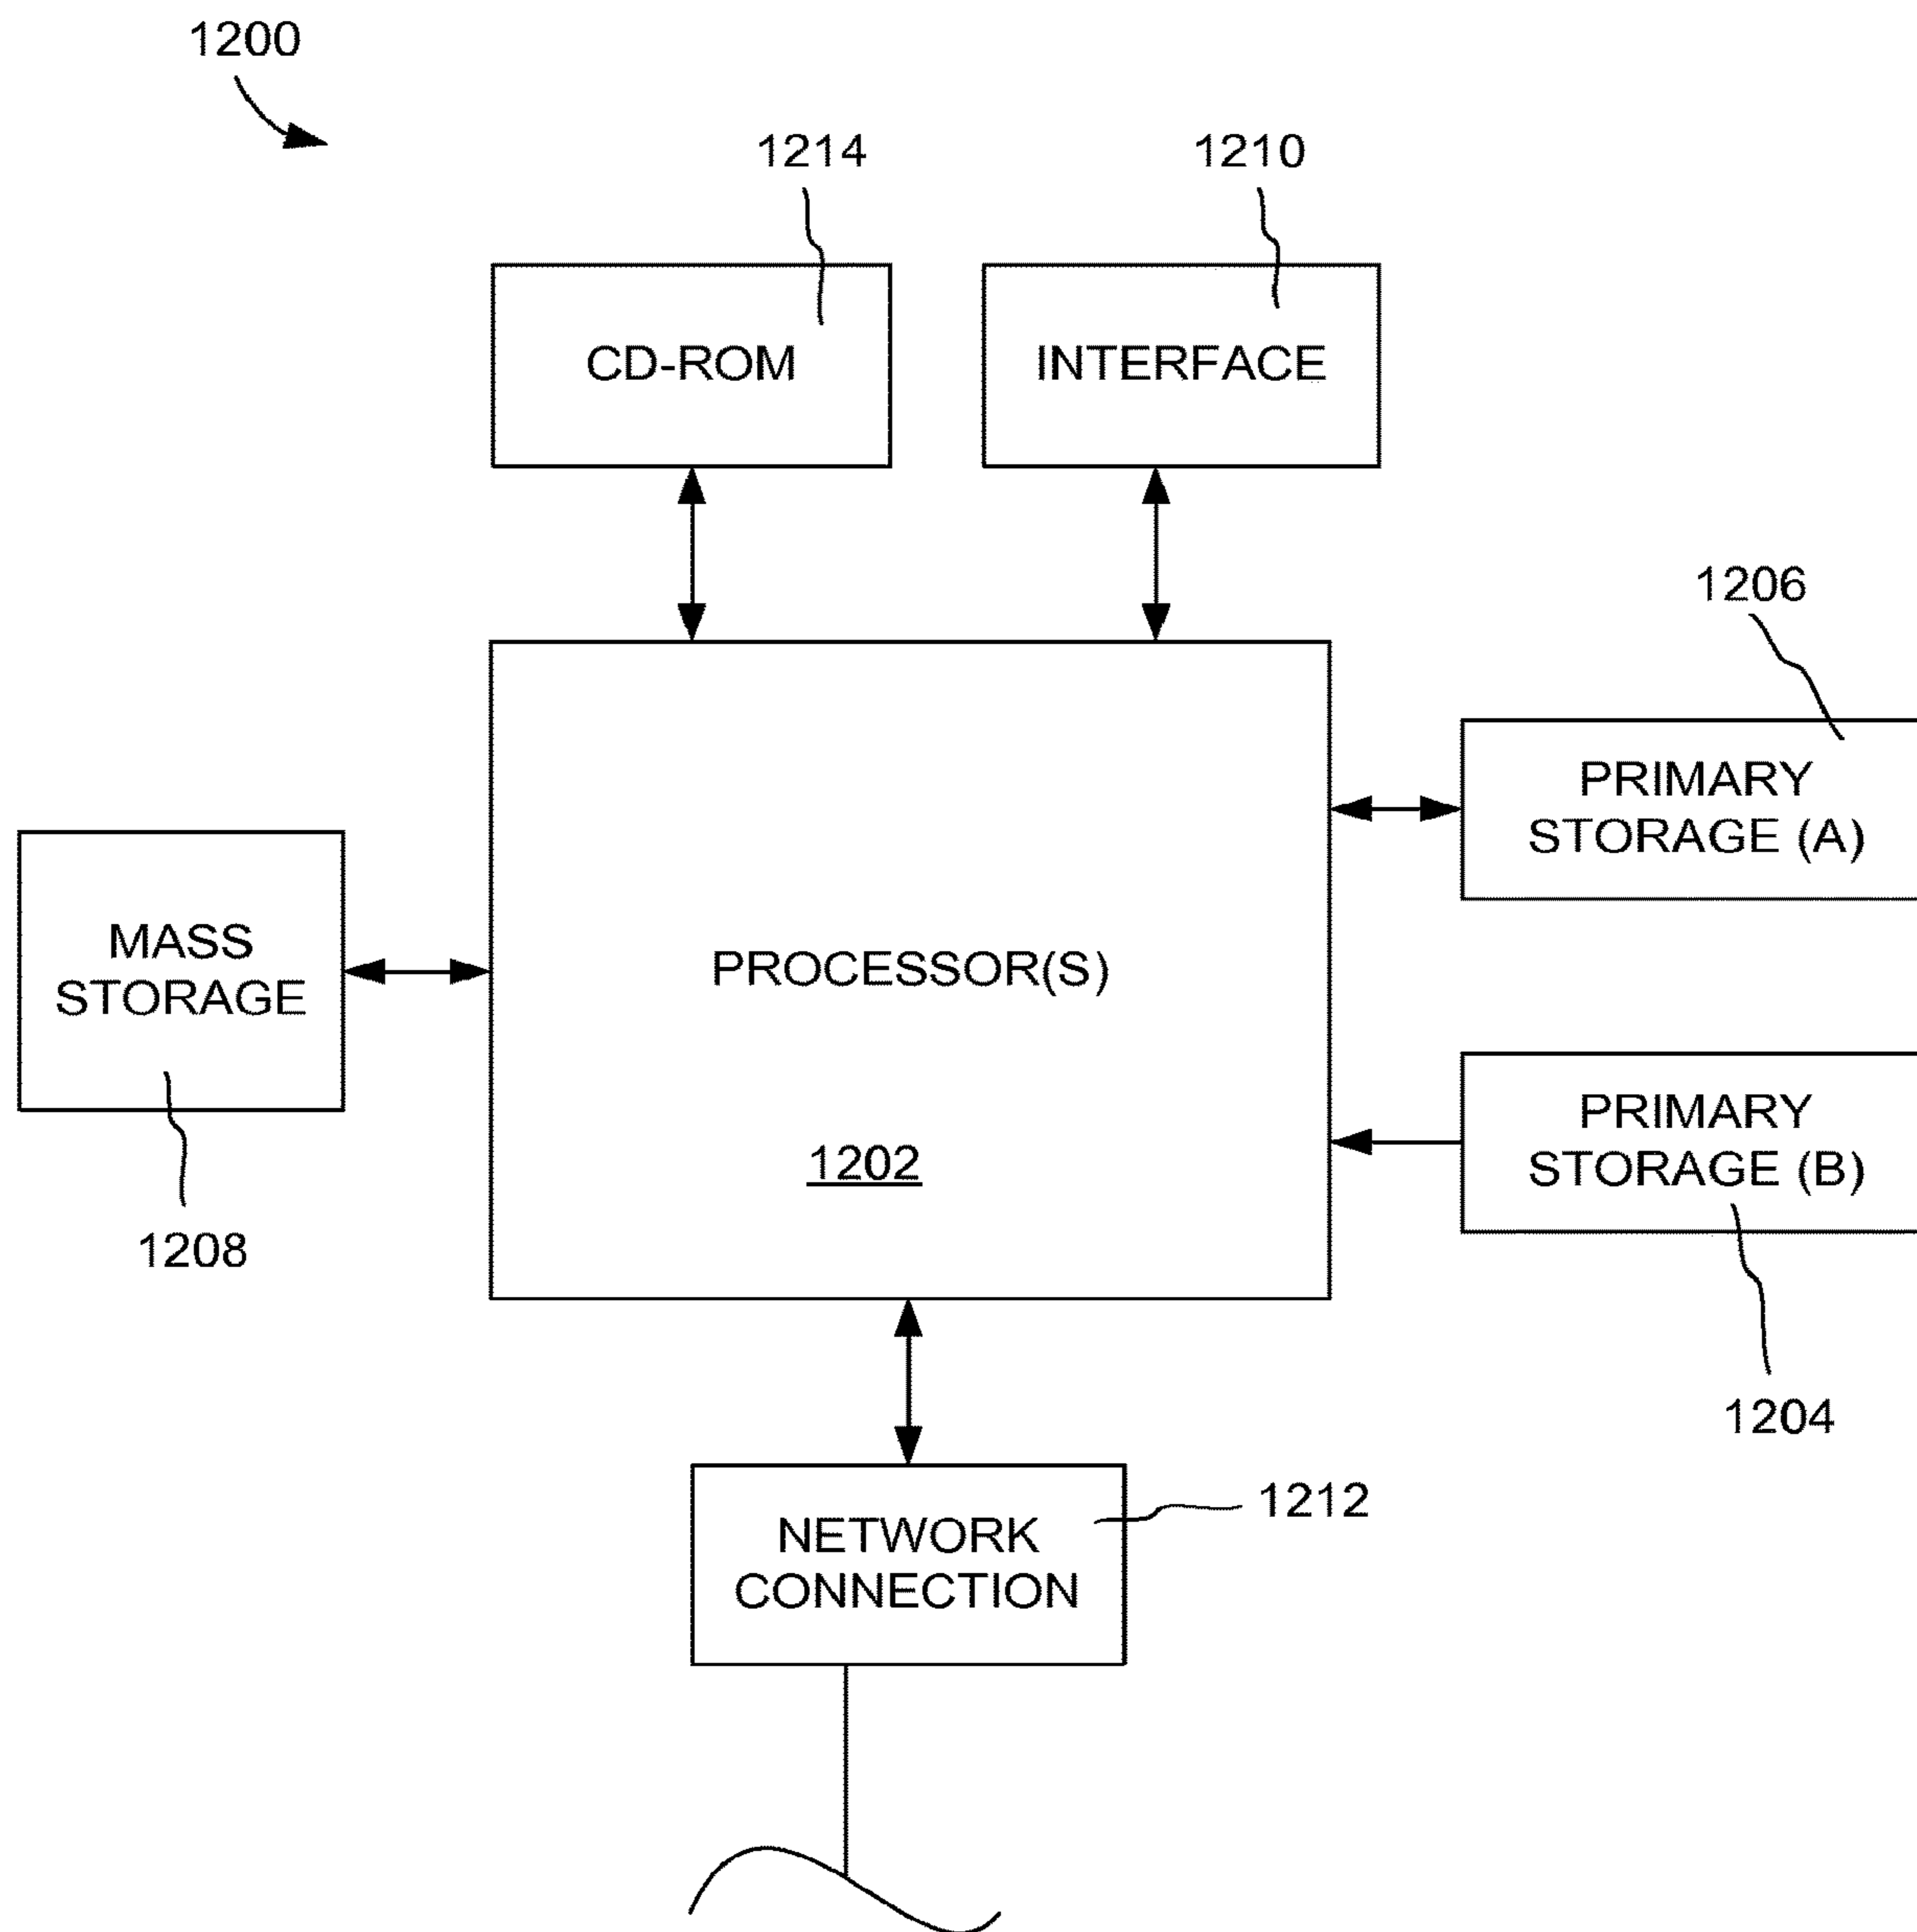 1200
1214
1210
CD-ROM
INTERFACE
1206
PRIMARY
STORAGE (A)
MASS
STORAGE
PROCESSOR(S)
PRIMARY
STORAGE (B)
1202
1208
1204
NETWORK
CONNECTION
1212